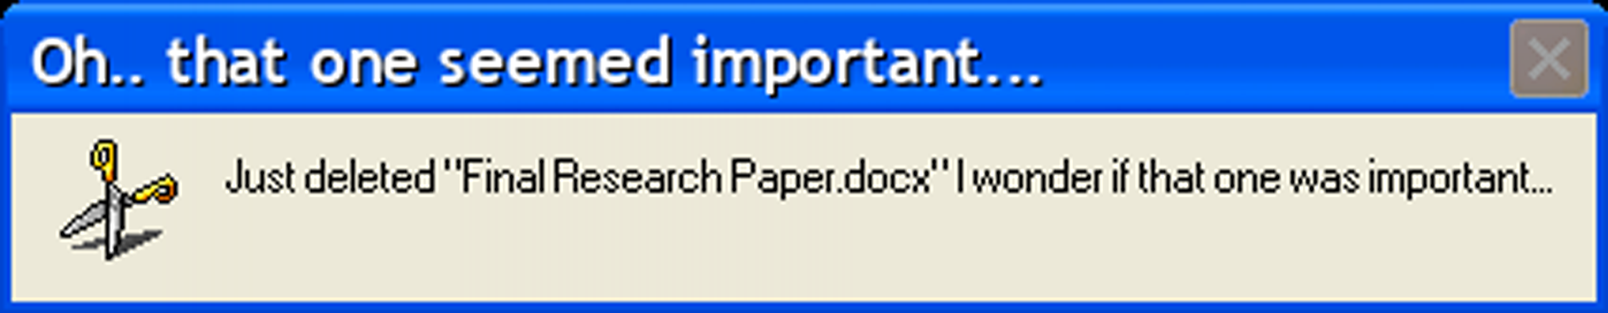 Oh.. that one seemed important...
Just deleted "Final Research Paper.docx" I wonder if that one was important...